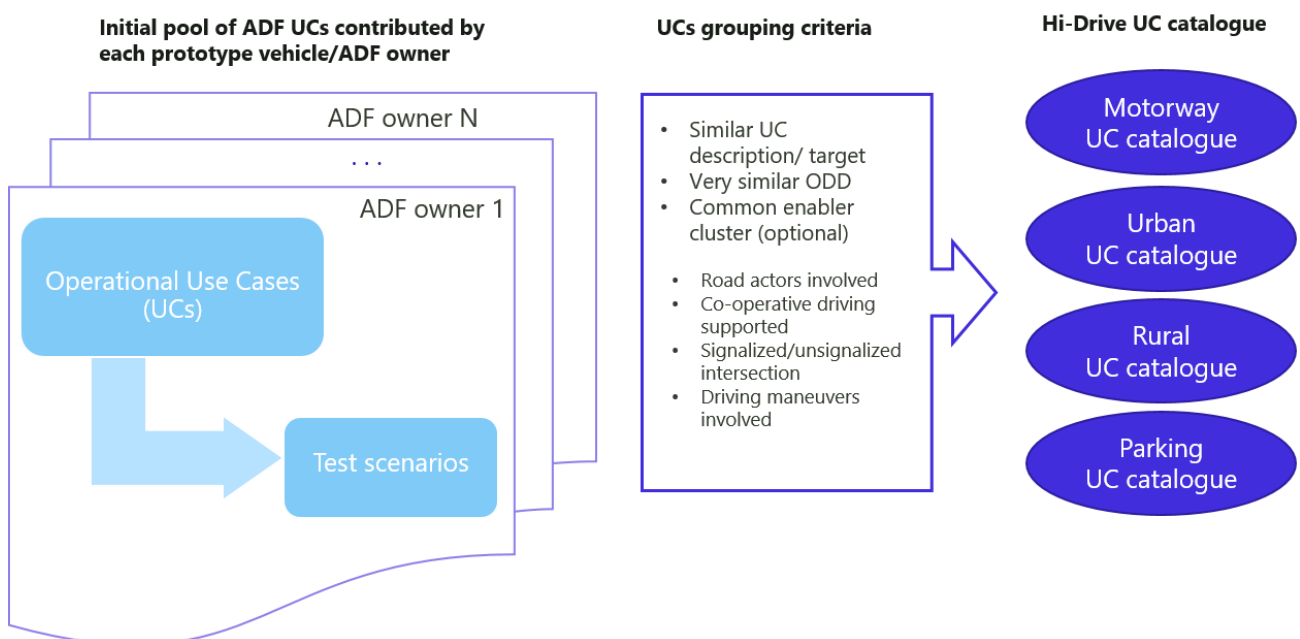 Initial pool of ADF UCs contributed by
each prototype vehicle/ADF owner
ADF owner N
...
ADF owner 1
Operational Use Cases
(UCs)
Test scenarios
UCs grouping criteria
• Similar UC
description/ target
• Very similar ODD
• Common enabler
cluster (optional)
• Road actors involved
• Co-operative driving
supported
• Signalized/unsignalized
intersection
• Driving maneuvers
involved
Hi-Drive UC catalogue
Motorway
UC catalogue
Urban
UC catalogue
Rural
UC catalogue
Parking
UC catalogue